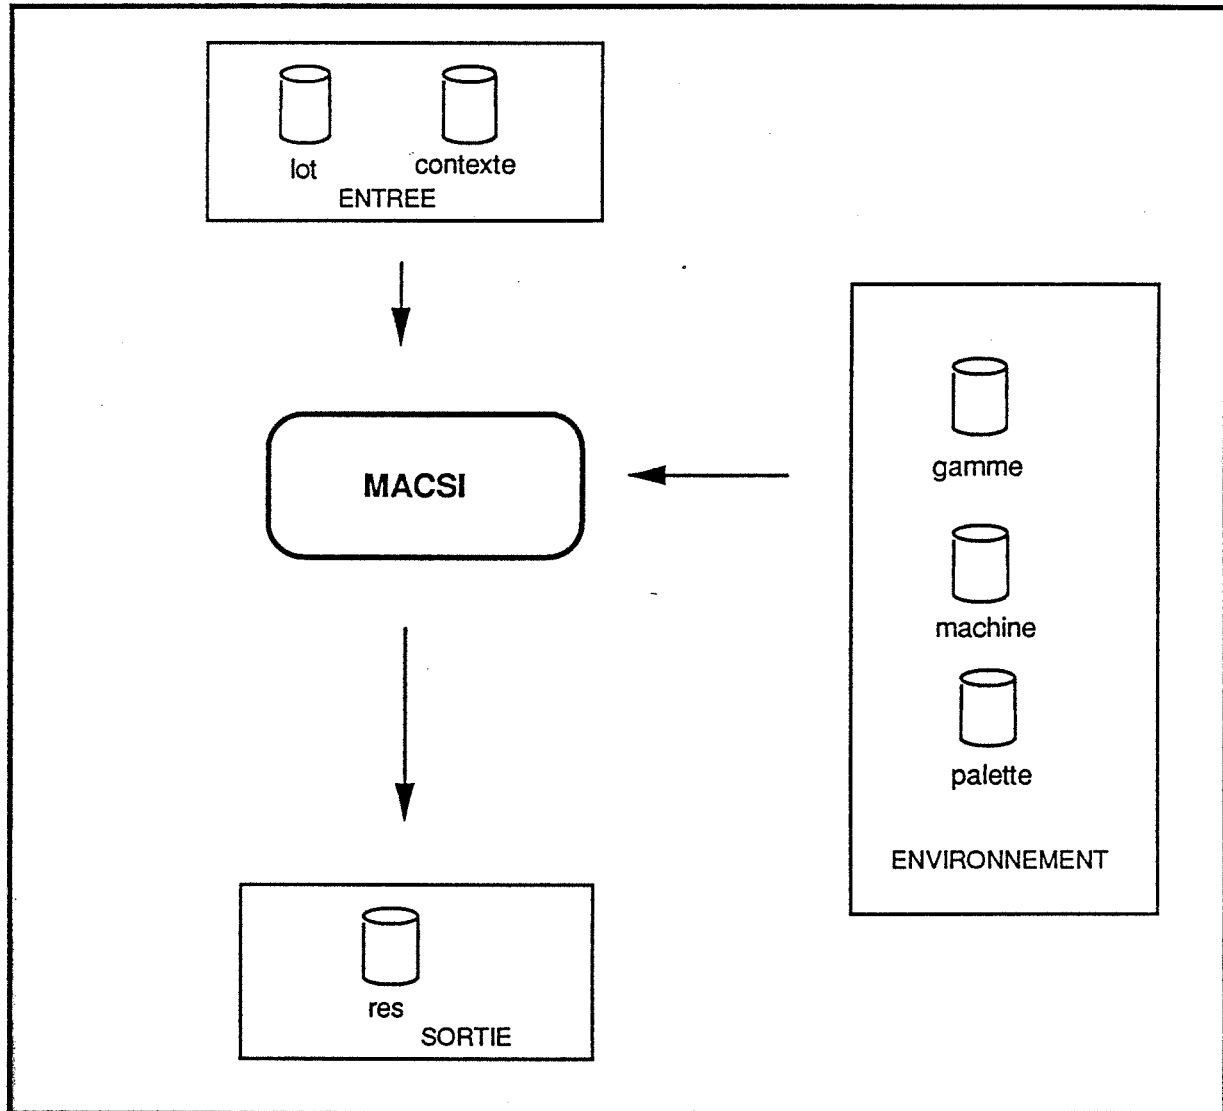 lot
contexte
ENTREE
MACSI
gamme
machine
palette
ENVIRONNEMENT
res
SORTIE